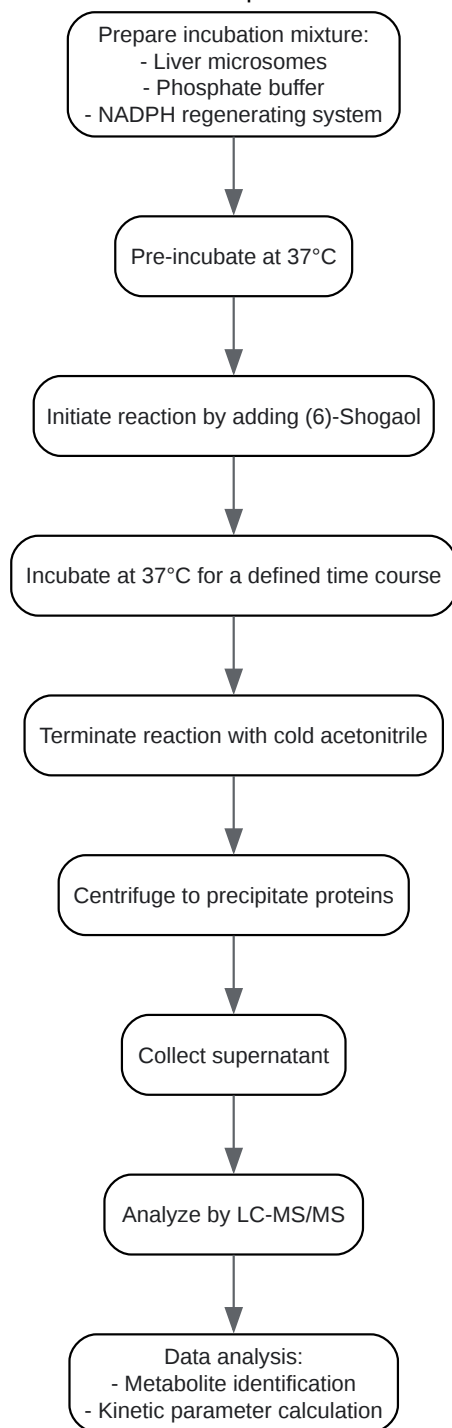 Prepare incubation mixture:
- Liver microsomes
- Phosphate buffer
- NADPH regenerating system
Pre-incubate at 37°C
Initiate reaction by adding (6)-Shogaol
Incubate at 37°C for a defined time course
Terminate reaction with cold acetonitrile
Centrifuge to precipitate proteins
Collect supernatant
Analyze by LC-MS/MS
Data analysis:
- Metabolite identification
- Kinetic parameter calculation